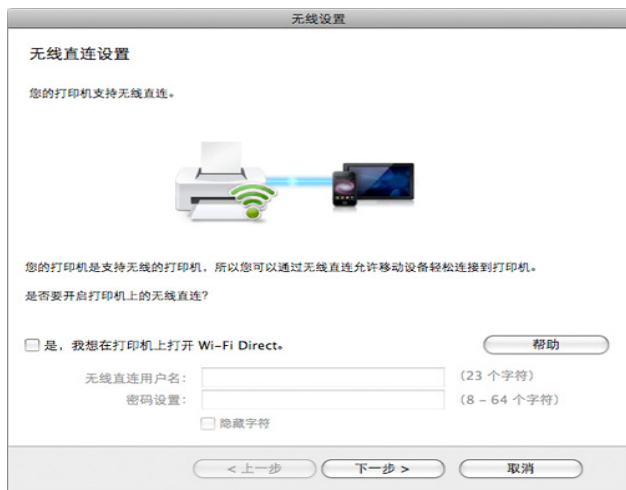 无线设置
无线直连设置
您的打印机支持无线直连。
您的打印机是支持无线的打印机，所以您可以通过无线直连允许移动设备轻松连接到打印机。
是否要开启打印机上的无线直连?
是，我想在打印机上打开 Wi-Fi Direct。 帮助
无线直连用户名： (23 个字符)
密码设置： (8 - 64 个字符)
隐藏字符
< 上一步 下一步 > 取消